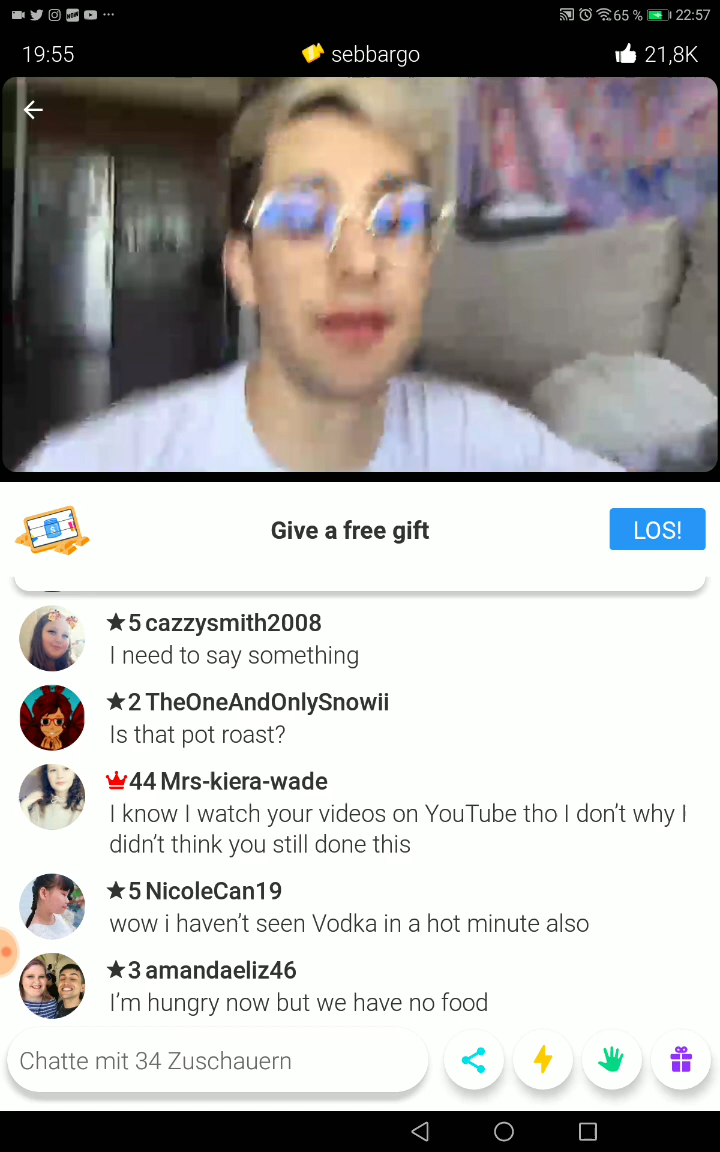 65 % 22:57
19:55 sebbargo 21,8K
Give a free gift LOS!
★5 cazzysmith2008
I need to say something
★2 TheOneAndOnlySnowii
Is that pot roast?
44 Mrs-kiera-wade
I know I watch your videos on YouTube tho I don’t why I
didn’t think you still done this
★5 NicoleCan19
wow i haven’t seen Vodka in a hot minute also
★3 amandaeliz46
I’m hungry now but we have no food
Chatte mit 34 Zuschauern